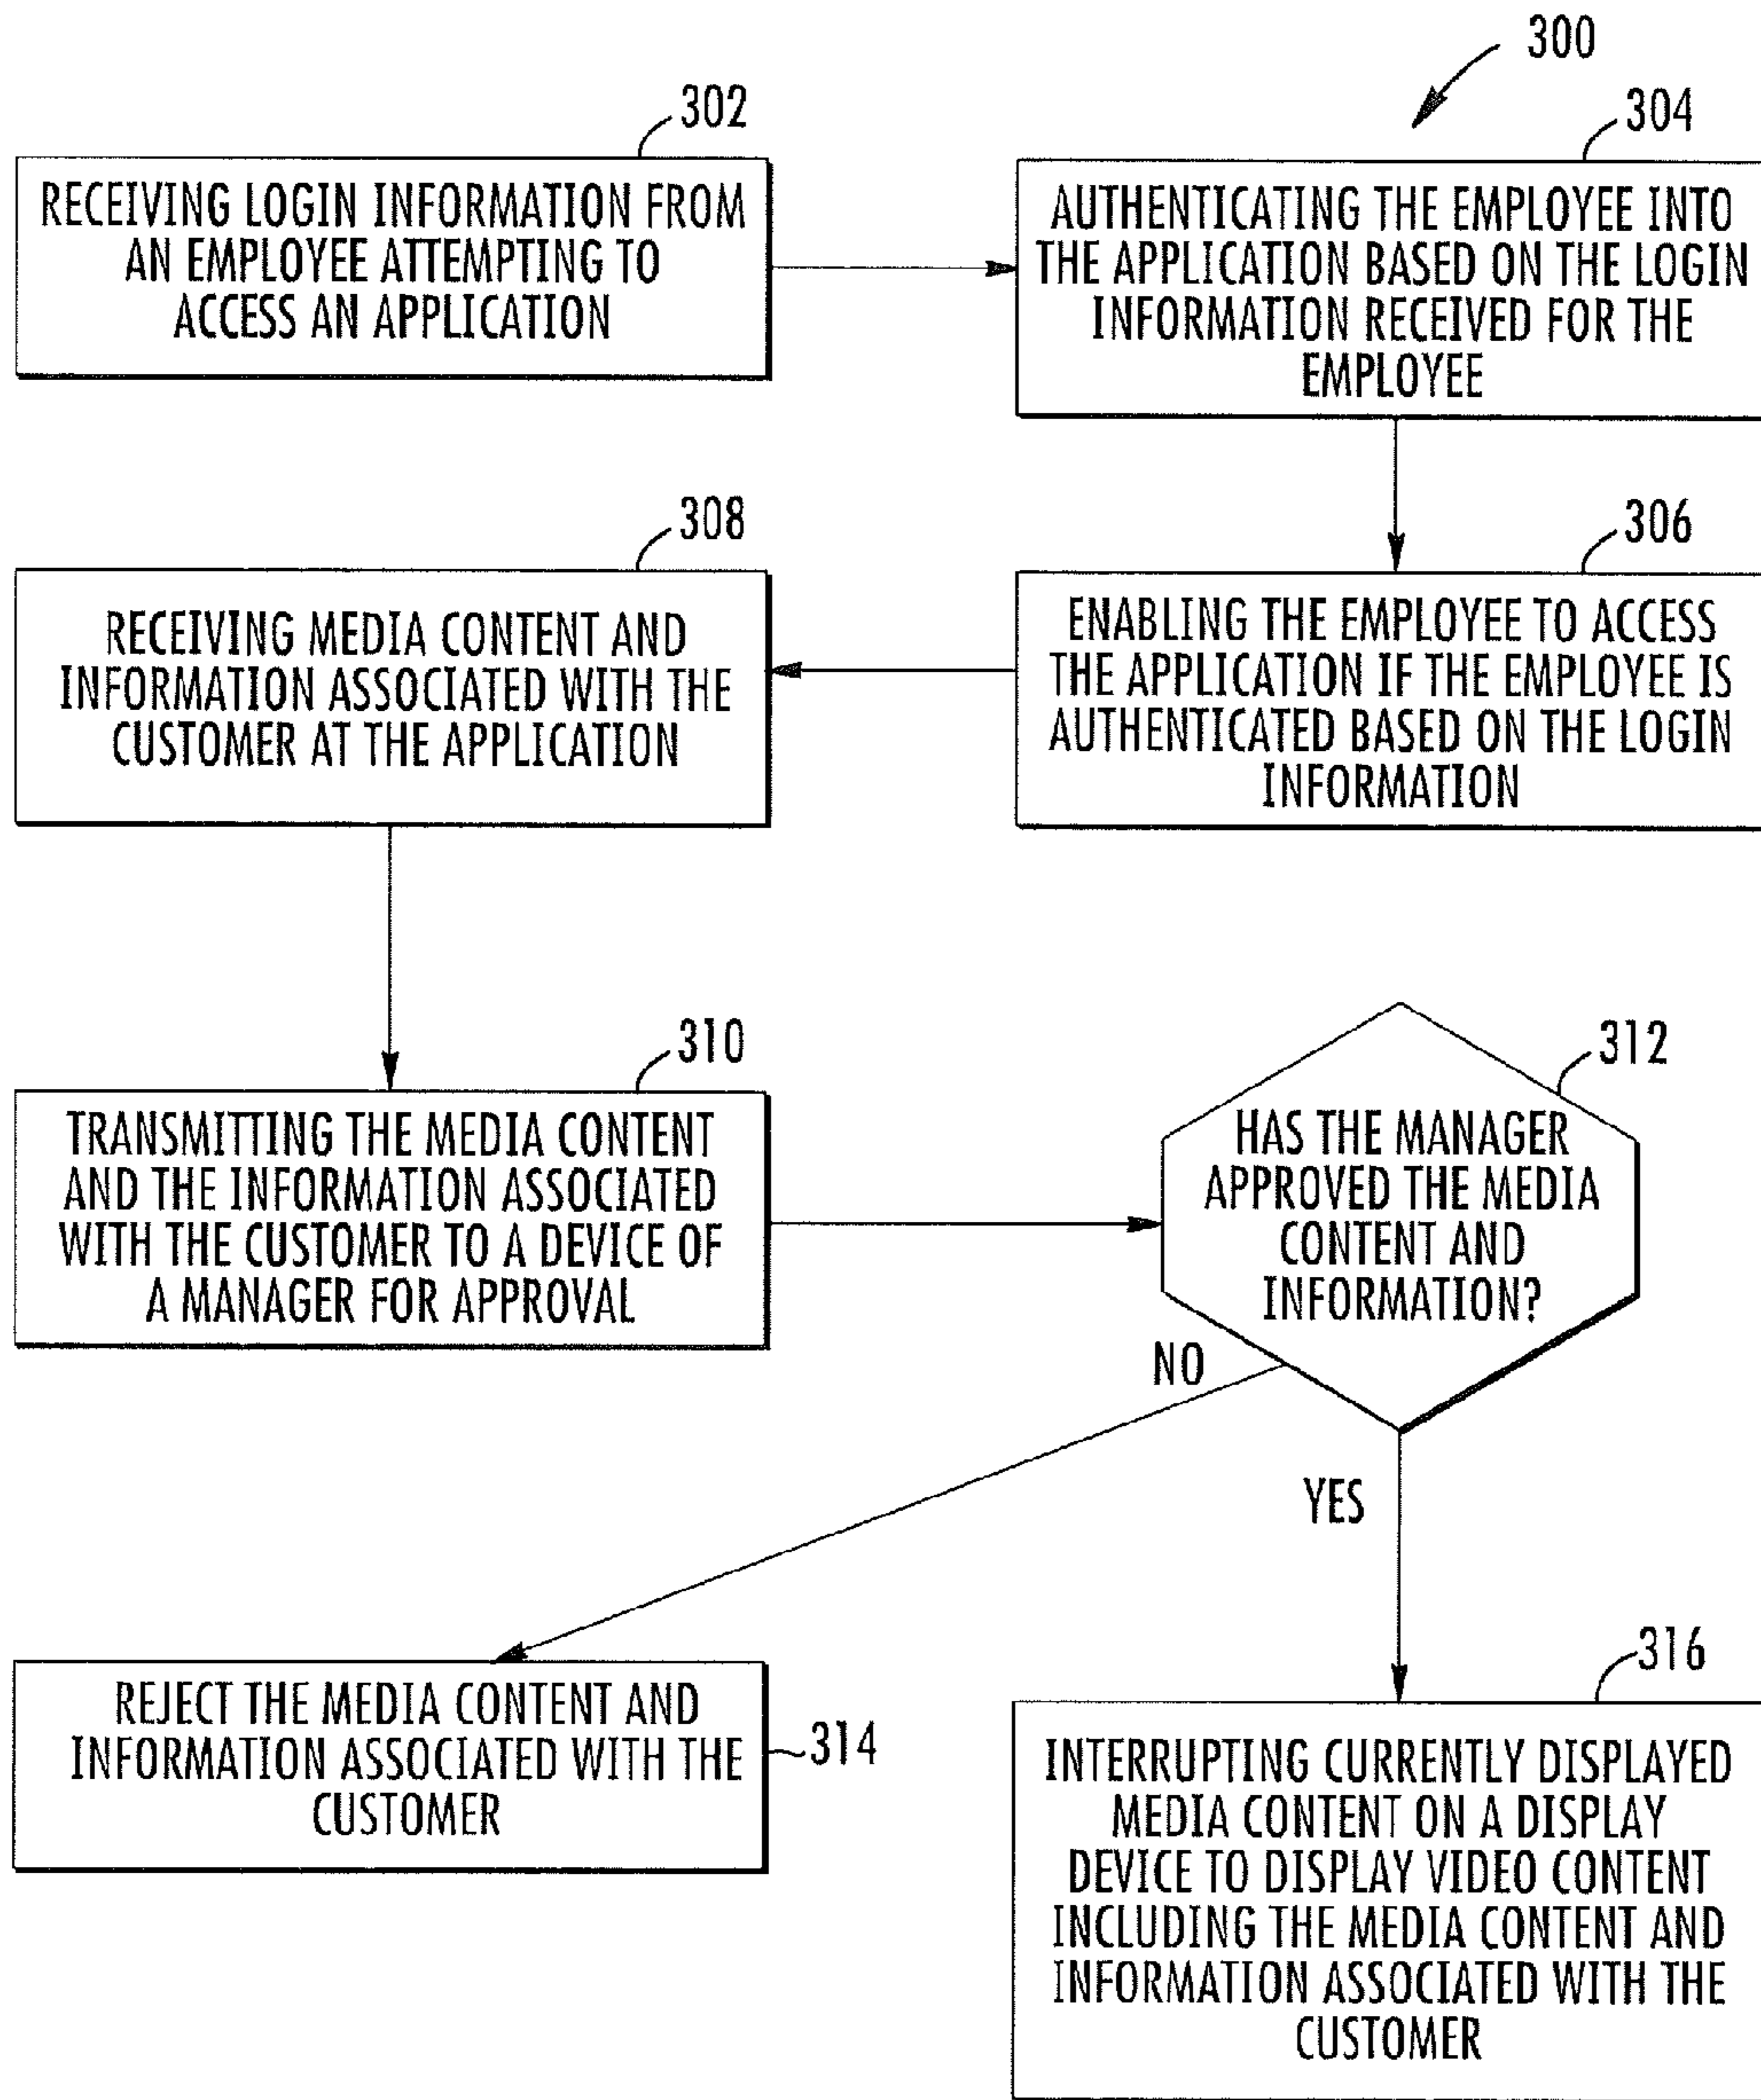 300
302
RECEIVING LOGIN INFORMATION FROM
AN EMPLOYEE ATTEMPTING TO
ACCESS AN APPLICATION
304
AUTHENTICATING THE EMPLOYEE INTO
THE APPLICATION BASED ON THE LOGIN
INFORMATION RECEIVED FOR THE
EMPLOYEE
306
ENABLING THE EMPLOYEE TO ACCESS
THE APPLICATION IF THE EMPLOYEE IS
AUTHENTICATED BASED ON THE LOGIN
INFORMATION
308
RECEIVING MEDIA CONTENT AND
INFORMATION ASSOCIATED WITH THE
CUSTOMER AT THE APPLICATION
310
TRANSMITTING THE MEDIA CONTENT
AND THE INFORMATION ASSOCIATED
WITH THE CUSTOMER TO A DEVICE OF
A MANAGER FOR APPROVAL
312
HAS THE MANAGER
APPROVED THE MEDIA
CONTENT AND
INFORMATION?
NO
YES
REJECT THE MEDIA CONTENT AND
INFORMATION ASSOCIATED WITH THE
CUSTOMER
314
316
INTERRUPTING CURRENTLY DISPLAYED
MEDIA CONTENT ON A DISPLAY
DEVICE TO DISPLAY VIDEO CONTENT
INCLUDING THE MEDIA CONTENT AND
INFORMATION ASSOCIATED WITH THE
CUSTOMER